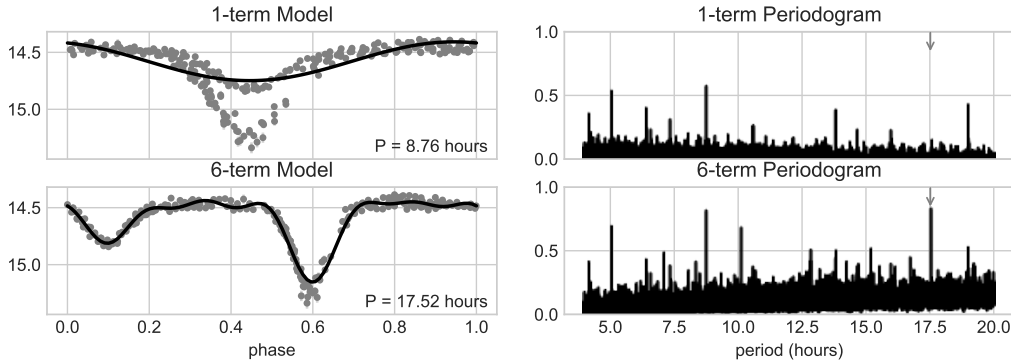 1-term Model
14.5
15.0
P = 8.76 hours
6-term Model
14.5
15.0
P = 17.52 hours
0.0 0.2 0.4 0.6 0.8 1.0
phase
1-term Periodogram
1.0
0.5
0.0
6-term Periodogram
1.0
0.5
0.0
5.0 7.5 10.0 12.5 15.0 17.5 20.0
period (hours)